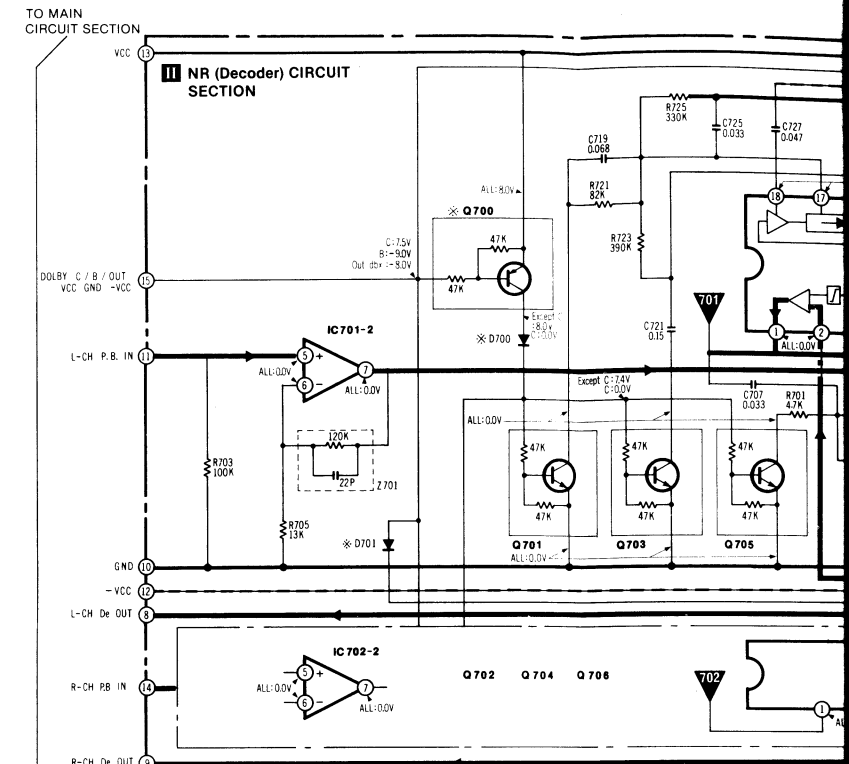 TO MAIN
CIRCUIT SECTION
VCC 13
II NR (Decoder) CIRCUIT
SECTION
R725
330K
C725
0.033
C727
0.047
C719
0.068
ALL:8.0V
R721
82K
18
17
※ Q700
C:7.5V
B:-9.0V
Out dbx:-8.0V
47K
47K
R723
390K
DOLBY C / B / OUT
VCC GND -VCC
15
701
Except C
:8.0V
C:0.0V
※ D700
C721
0.15
1
2
ALL:0.0V
IC701-2
L-CH P.B. IN 11
5 +
6 −
7
ALL:0.0V
ALL:0.0V
Except C:7.4V
C:0.0V
C707
0.033
R701
4.7K
ALL:0.0V
120K
22P
Z701
R703
100K
R705
13K
47K
47K
47K
47K
47K
47K
※ D701
Q701
Q703
Q705
ALL:0.0V
GND 10
-VCC 12
L-CH De OUT 8
IC702-2
R-CH P.B IN 14
5 +
6 −
7
ALL:0.0V
ALL:0.0V
Q702 Q704 Q706
702
1
R-CH De OUT 9